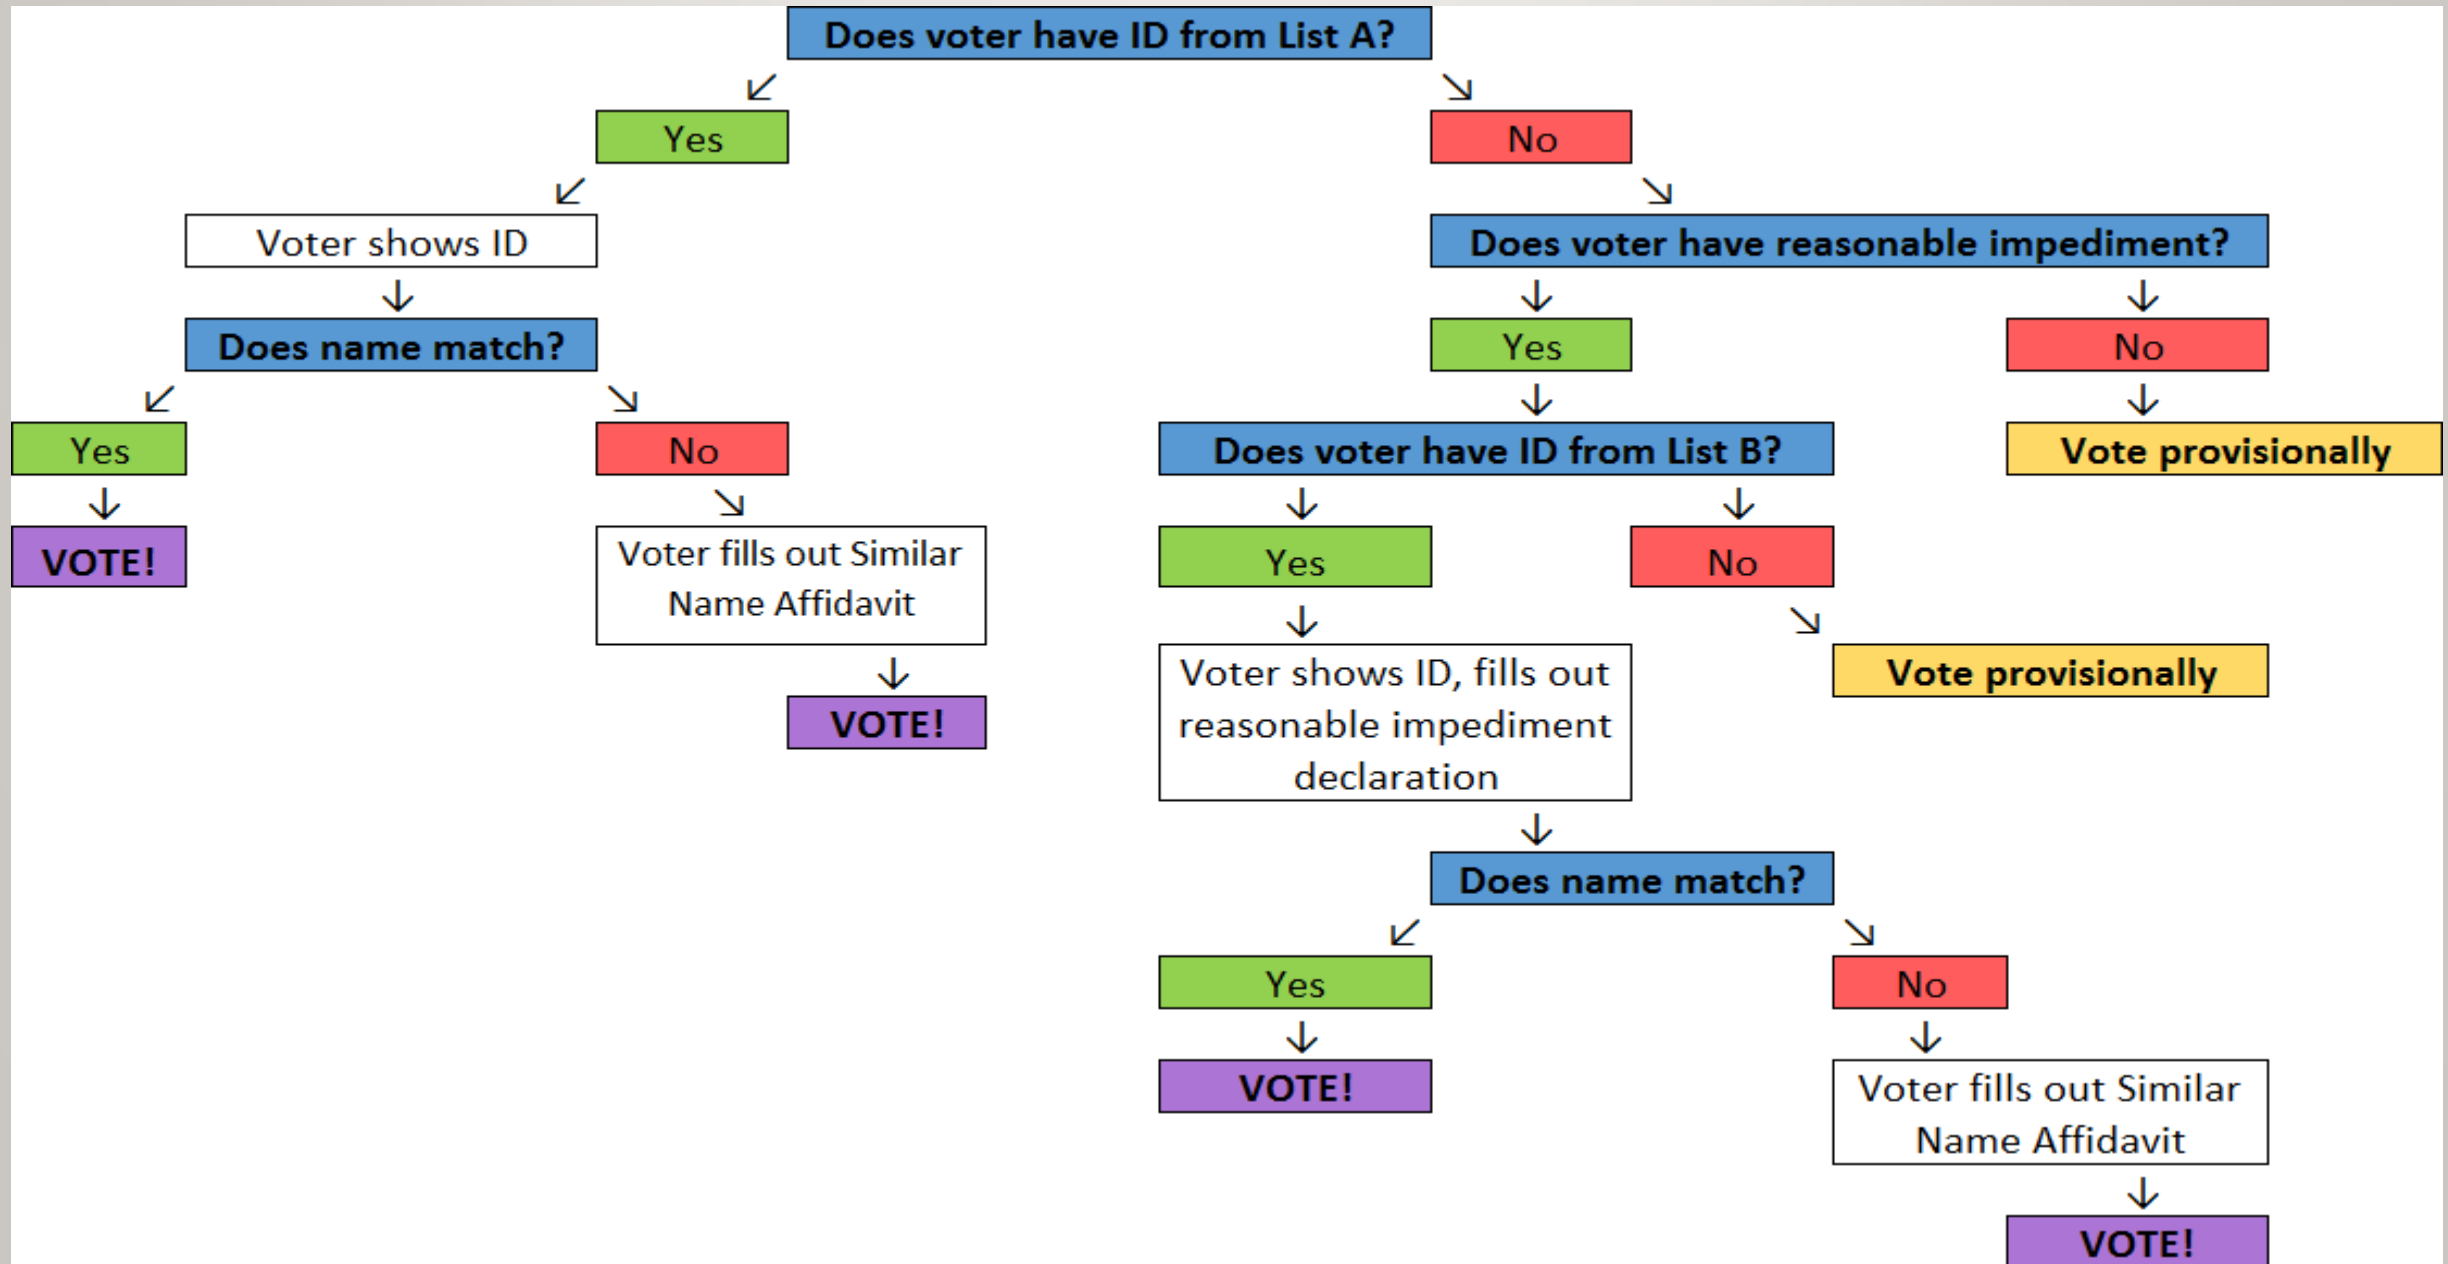 Does voter have ID from List A?
Yes
No
Voter shows ID
Does voter have reasonable impediment?
Does name match?
Yes
No
Yes
No
Does voter have ID from List B?
Vote provisionally
VOTE!
Voter fills out Similar
Name Affidavit
Yes
No
VOTE!
Voter shows ID, fills out
reasonable impediment
declaration
Vote provisionally
Does name match?
Yes
No
VOTE!
Voter fills out Similar
Name Affidavit
VOTE!